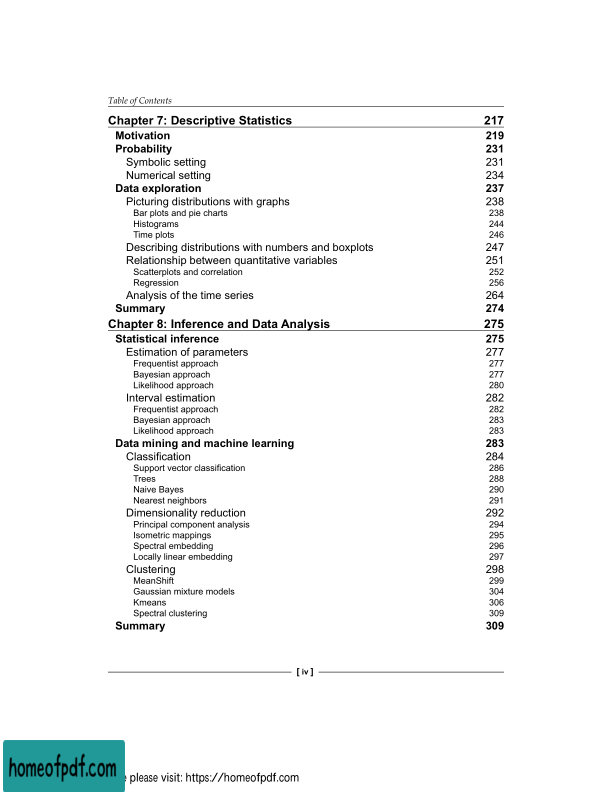 Table of Contents
Chapter 7: Descriptive Statistics 217
Motivation 219
Probability 231
Symbolic setting 231
Numerical setting 234
Data exploration 237
Picturing distributions with graphs 238
Bar plots and pie charts 238
Histograms 244
Time plots 246
Describing distributions with numbers and boxplots 247
Relationship between quantitative variables 251
Scatterplots and correlation 252
Regression 256
Analysis of the time series 264
Summary 274
Chapter 8: Inference and Data Analysis 275
Statistical inference 275
Estimation of parameters 277
Frequentist approach 277
Bayesian approach 277
Likelihood approach 280
Interval estimation 282
Frequentist approach 282
Bayesian approach 283
Likelihood approach 283
Data mining and machine learning 283
Classification 284
Support vector classification 286
Trees 288
Naive Bayes 290
Nearest neighbors 291
Dimensionality reduction 292
Principal component analysis 294
Isometric mappings 295
Spectral embedding 296
Locally linear embedding 297
Clustering 298
MeanShift 299
Gaussian mixture models 304
Kmeans 306
Spectral clustering 309
Summary 309
[ iv ]
homeofpdf.com
please visit: https://homeofpdf.com